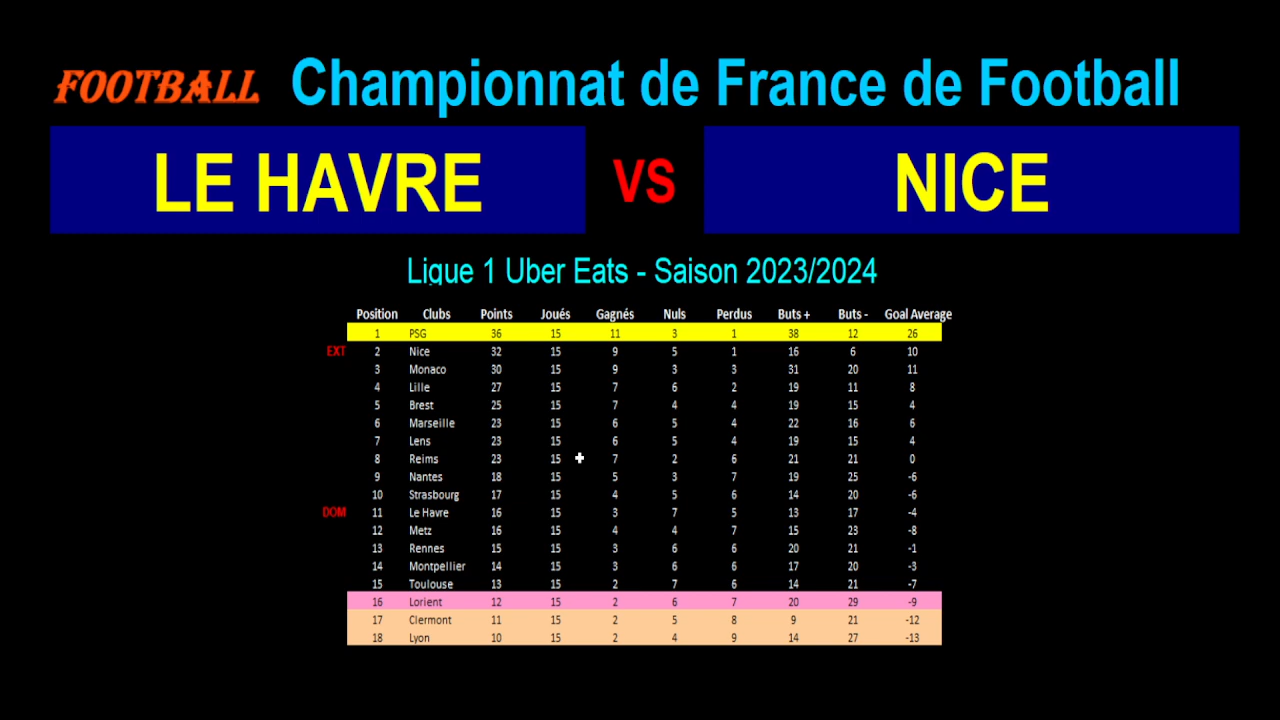 FOOTBALL Championnat de France de Football
LE HAVRE VS NICE
Ligue 1 Uber Eats - Saison 2023/2024
Position Clubs Points Joués Gagnés Nuls Perdus Buts + Buts - Goal Average
1 PSG 36 15 11 3 1 38 12 26
EXT 2 Nice 32 15 9 5 1 16 6 10
3 Monaco 30 15 9 3 3 31 20 11
4 Lille 27 15 7 6 2 19 11 8
5 Brest 25 15 7 4 4 19 15 4
6 Marseille 23 15 6 5 4 22 16 6
7 Lens 23 15 6 5 4 19 15 4
8 Reims 23 15 7 2 6 21 21 0
9 Nantes 18 15 5 3 7 19 25 -6
10 Strasbourg 17 15 4 5 6 14 20 -6
DOM 11 Le Havre 16 15 3 7 5 13 17 -4
12 Metz 16 15 4 4 7 15 23 -8
13 Rennes 15 15 3 6 6 20 21 -1
14 Montpellier 14 15 3 6 6 17 20 -3
15 Toulouse 13 15 2 7 6 14 21 -7
16 Lorient 12 15 2 6 7 20 29 -9
17 Clermont 11 15 2 5 8 9 21 -12
18 Lyon 10 15 2 4 9 14 27 -13